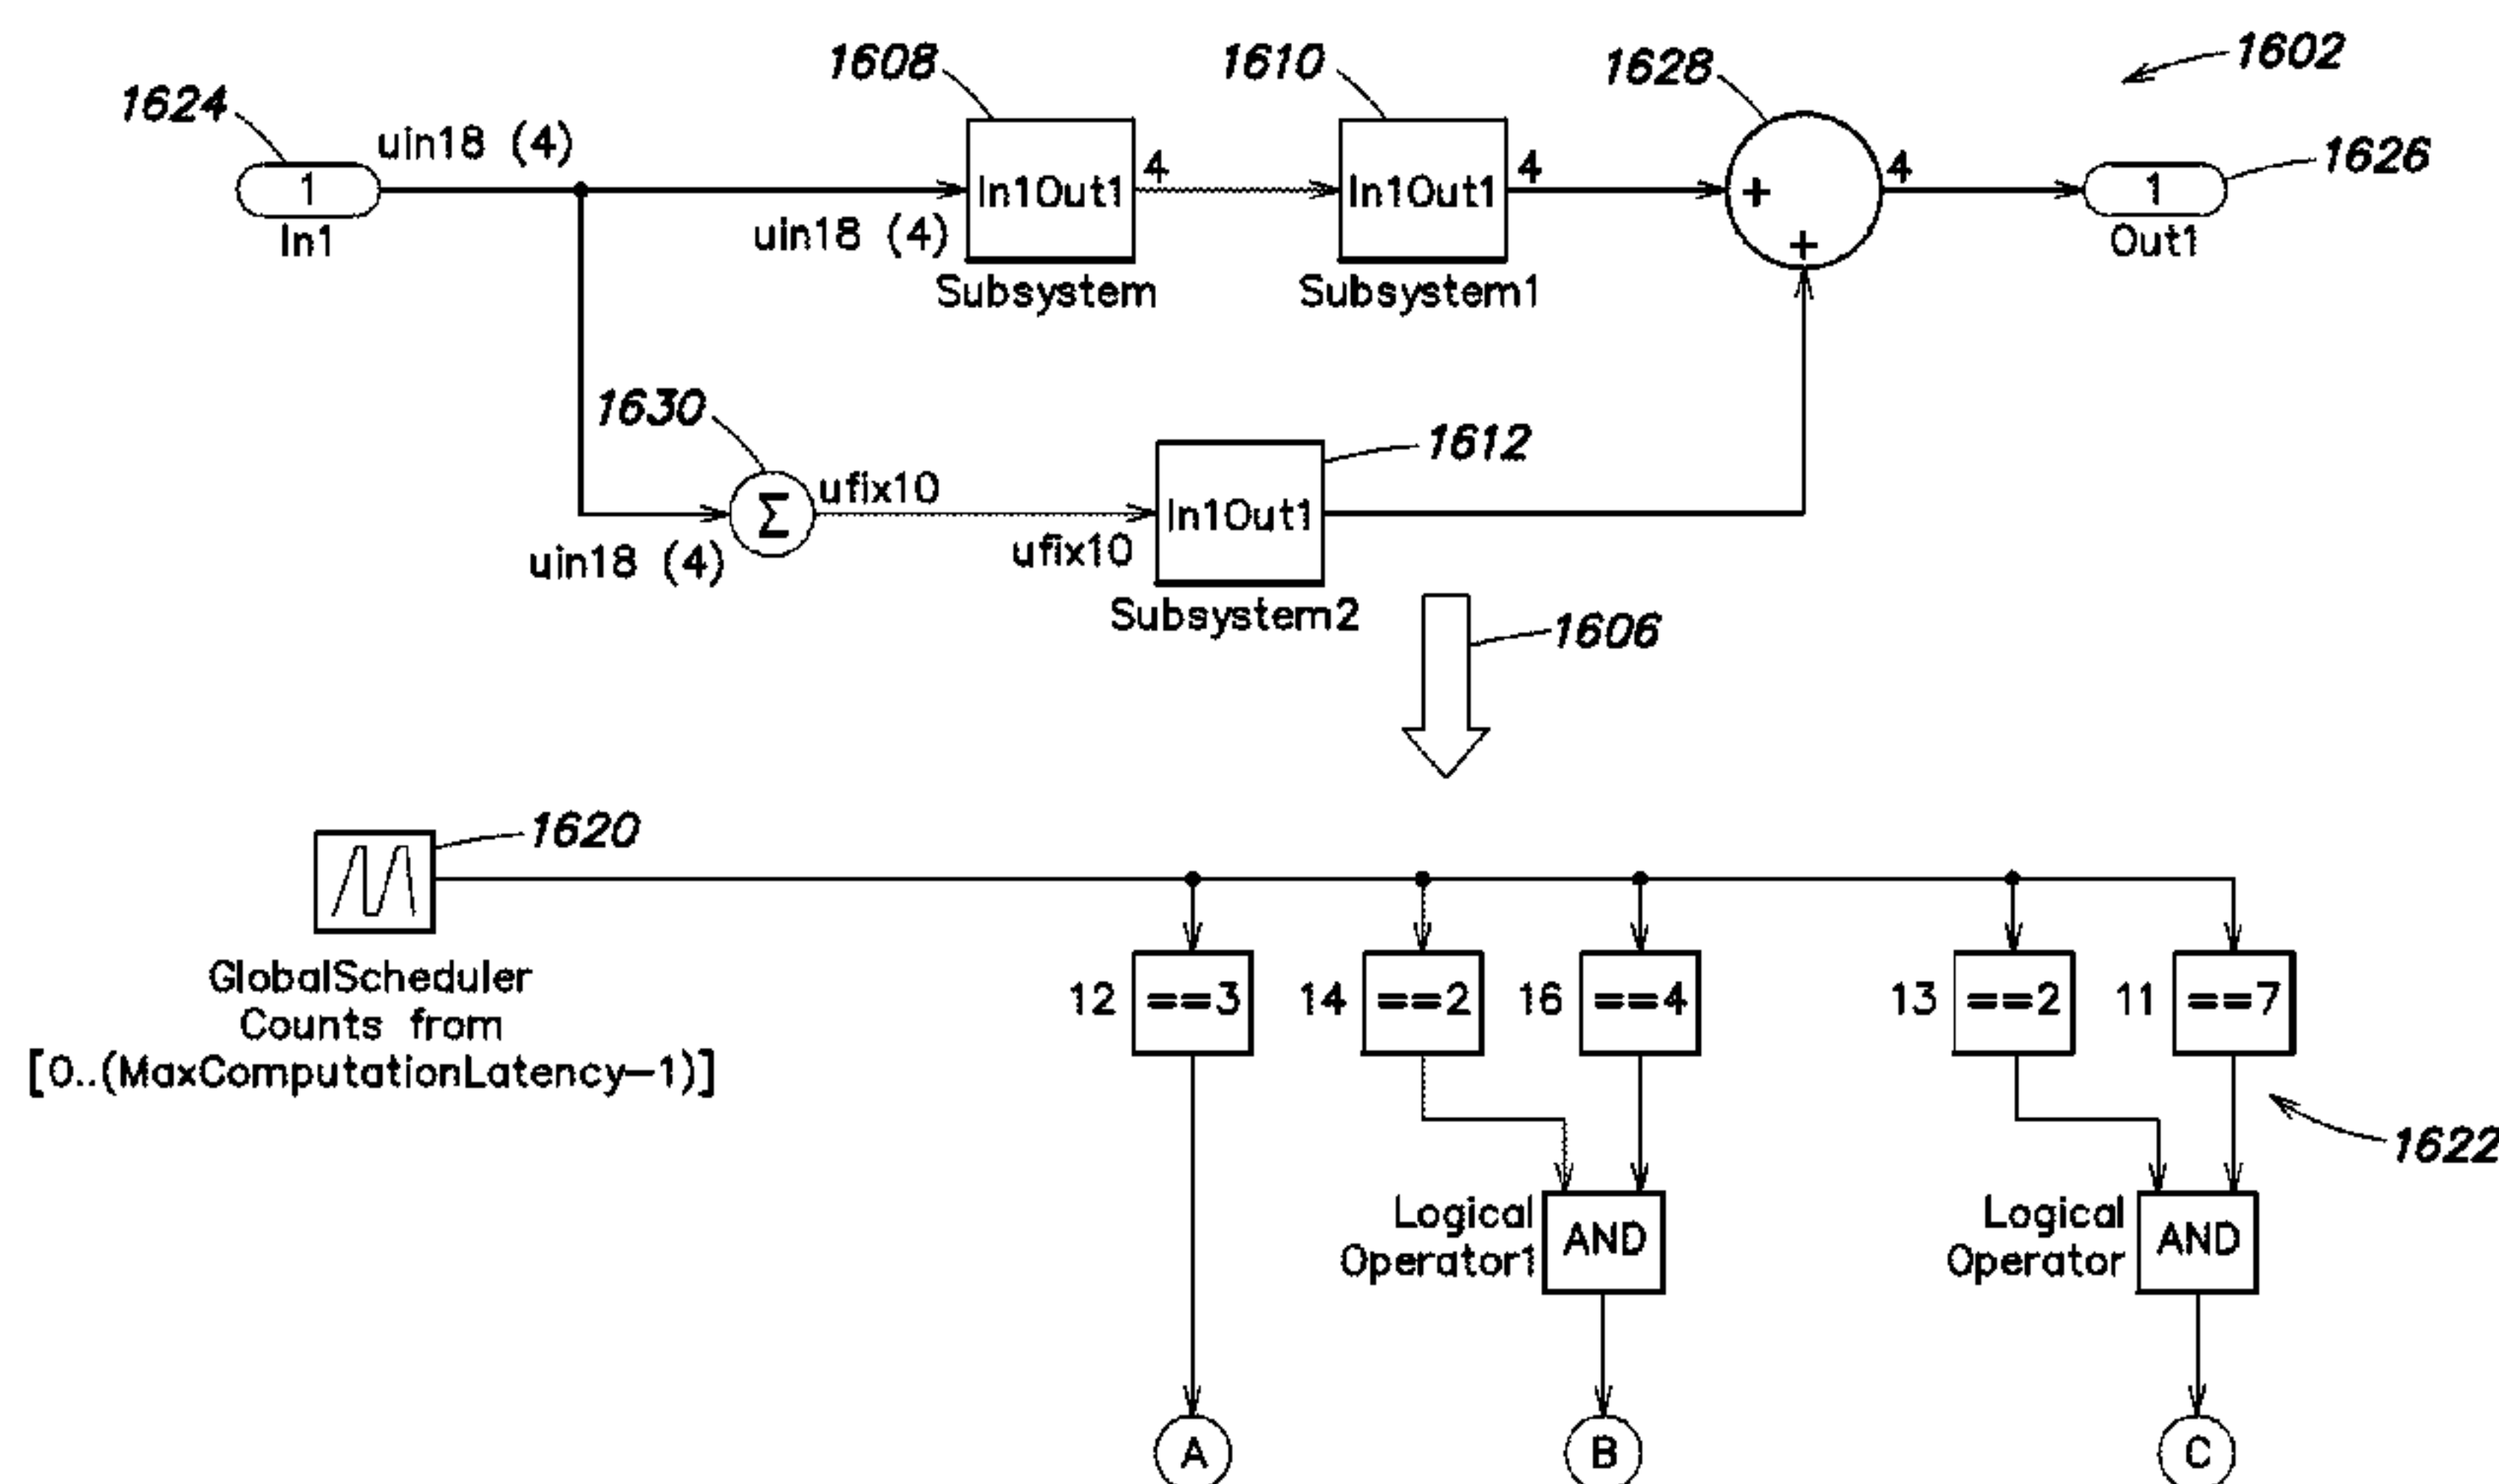 1608
1610
1628
1602
1624
uin18 (4)
1626
1
In1
uin18 (4)
In1Out1
4
Subsystem
In1Out1
4
Subsystem1
+
+
4
1
Out1
1630
Σ
ufix10
uin18 (4)
ufix10
1612
In1Out1
Subsystem2
1606
1620
GlobalScheduler
Counts from
[0..(MaxComputationLatency-1)]
12 ==3
14 ==2
16 ==4
13 ==2
11 ==7
1622
Logical
Operator1
AND
Logical
Operator
AND
A
B
C